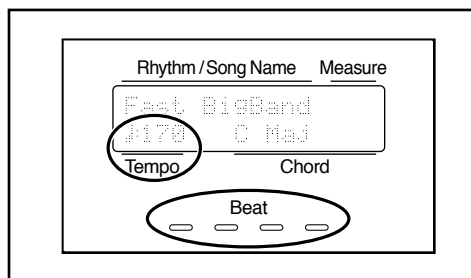 Rhythm / Song Name Measure
Fast BigBand
♩:170 C Maj
Tempo Chord
Beat